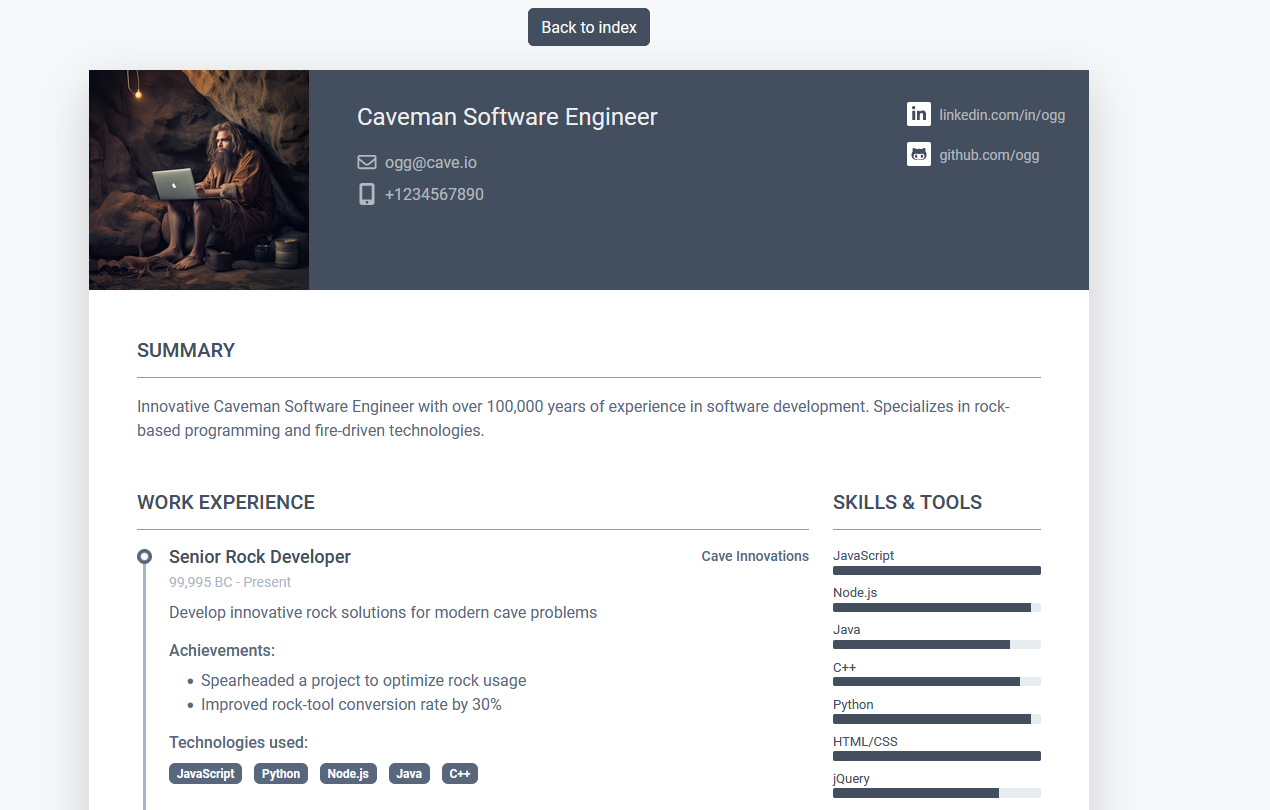 Back to index
Caveman Software Engineer
ogg@cave.io
+1234567890
linkedin.com/in/ogg
github.com/ogg
SUMMARY
Innovative Caveman Software Engineer with over 100,000 years of experience in software development. Specializes in rock-
based programming and fire-driven technologies.
WORK EXPERIENCE
Senior Rock Developer
Cave Innovations
99,995 BC - Present
Develop innovative rock solutions for modern cave problems
Achievements:
Spearheaded a project to optimize rock usage
Improved rock-tool conversion rate by 30%
Technologies used:
JavaScript Python Node.js Java C++
SKILLS & TOOLS
JavaScript
Node.js
Java
C++
Python
HTML/CSS
jQuery